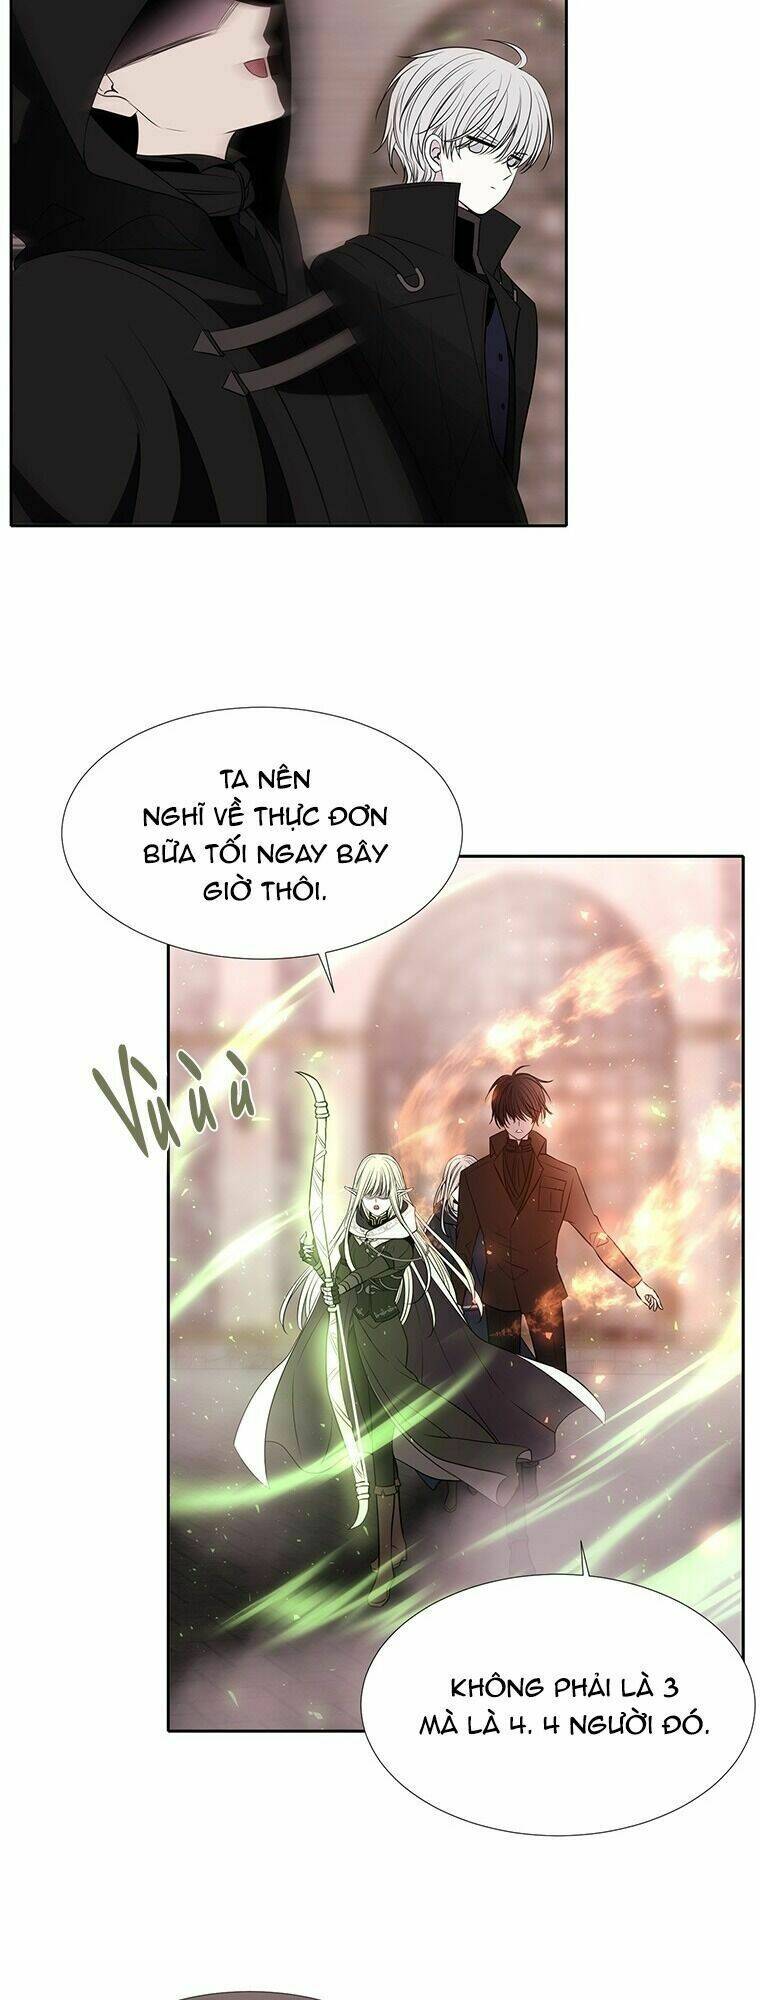 TA NÊN
NGHĨ VỀ THỰC ĐƠN
BỮA TỐI NGAY BÂY
GIỜ THÔI.
Vù ù ù
KHÔNG PHẢI LÀ 3
MÀ LÀ 4. 4 NGƯỜI ĐÓ.